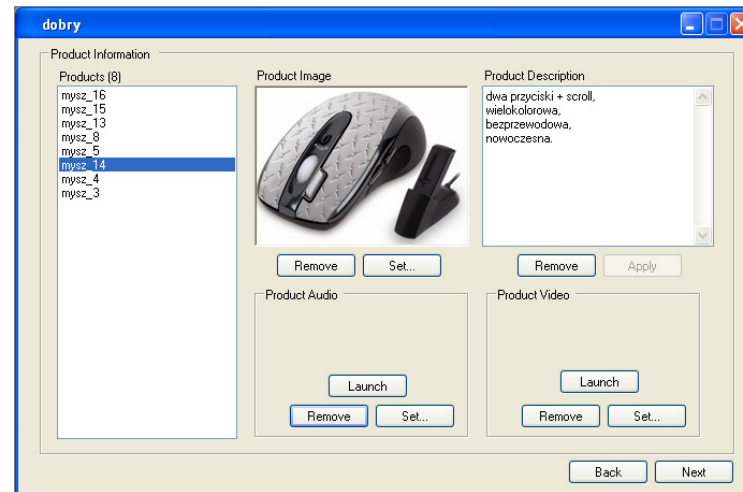 dobry
Product Information
Products (8)
mysz_16
mysz_15
mysz_13
mysz_8
mysz_5
mysz_14
mysz_4
mysz_3
Product Image
Remove
Set...
Product Description
dwa przyciski + scroll,
wielokolorowa,
bezprzewodowa,
nowoczesna.
Remove
Apply
Product Audio
Launch
Remove
Set...
Product Video
Launch
Remove
Set...
Back
Next